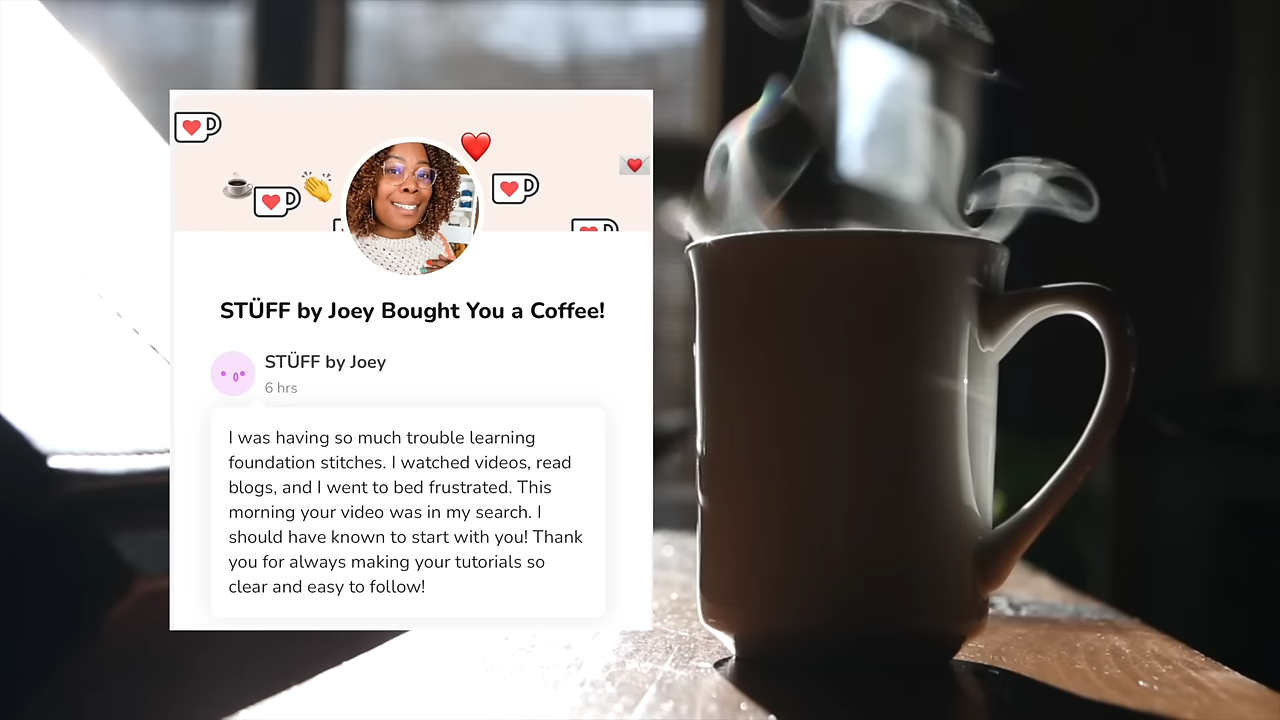 STÜFF by Joey Bought You a Coffee!
STÜFF by Joey
6 hrs
I was having so much trouble learning
foundation stitches. I watched videos, read
blogs, and I went to bed frustrated. This
morning your video was in my search. I
should have known to start with you! Thank
you for always making your tutorials so
clear and easy to follow!